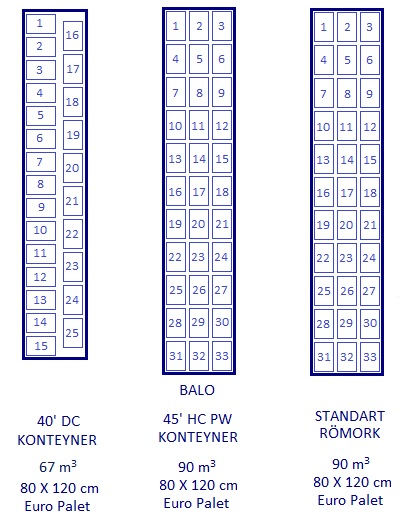 1
2
3
4
5
6
7
8
9
10
11
12
13
14
15
16
17
18
19
20
21
22
23
24
25
40' DC
KONTEYNER
67 m³
80 X 120 cm
Euro Palet
1 2 3
4 5 6
7 8 9
10 11 12
13 14 15
16 17 18
19 20 21
22 23 24
25 26 27
28 29 30
31 32 33
BALO
45' HC PW
KONTEYNER
90 m³
80 X 120 cm
Euro Palet
1 2 3
4 5 6
7 8 9
10 11 12
13 14 15
16 17 18
19 20 21
22 23 24
25 26 27
28 29 30
31 32 33
STANDART
RÖMORK
90 m³
80 X 120 cm
Euro Palet